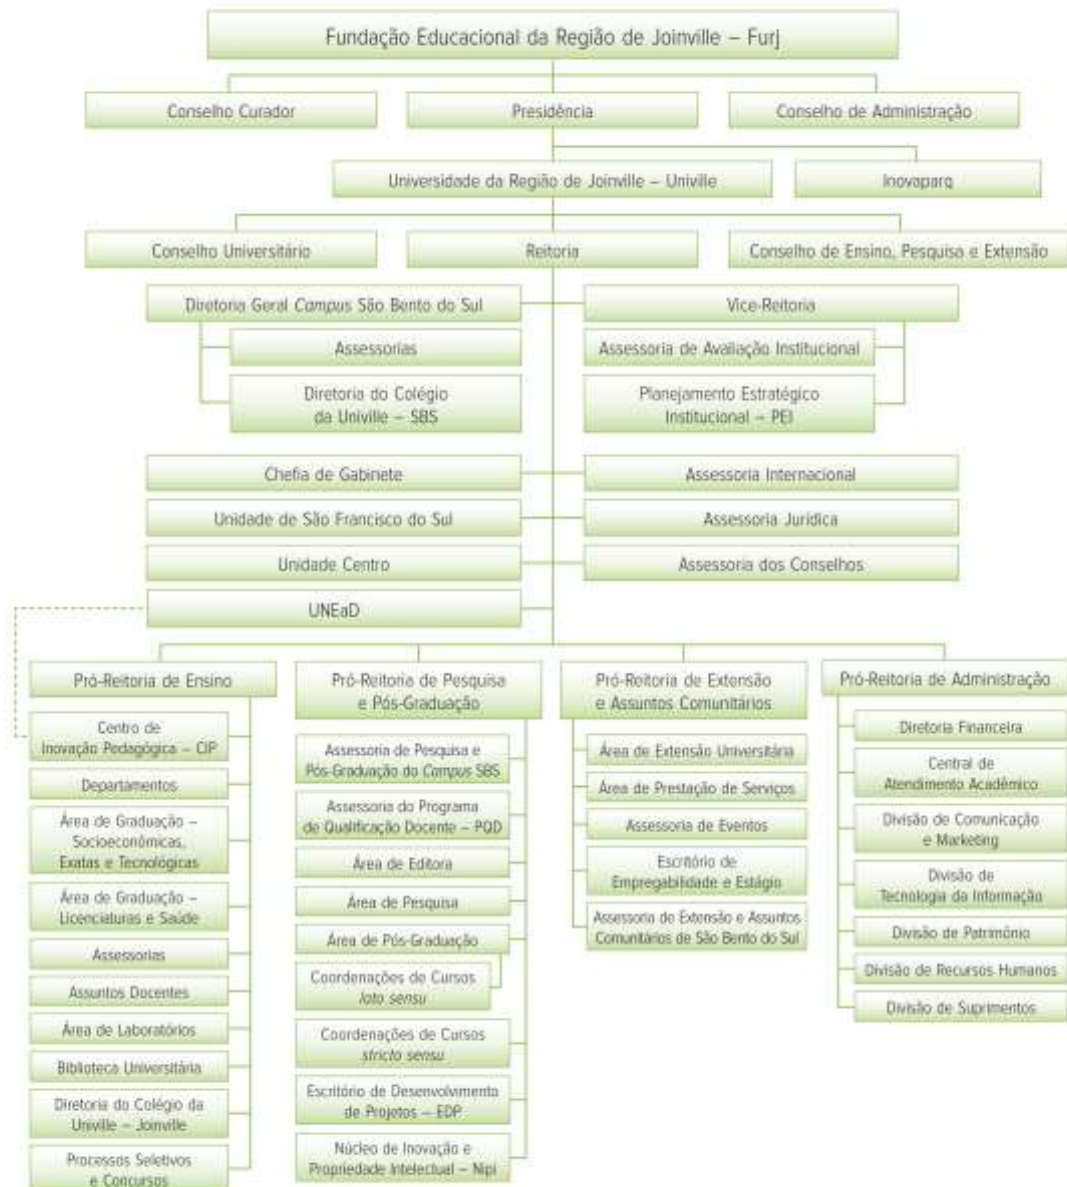 Fundação Educacional da Região de Joinville – Furj
Conselho Curador
Presidência
Conselho de Administração
Universidade da Região de Joinville – Univille
Inovaparq
Conselho Universitário
Reitoria
Conselho de Ensino, Pesquisa e Extensão
Diretoria Geral Campus São Bento do Sul
Vice-Reitoria
Assessorias
Assessoria de Avaliação Institucional
Diretoria do Colégio
da Univille – SBS
Planejamento Estratégico
Institucional – PEI
Chefia de Gabinete
Assessoria Internacional
Unidade de São Francisco do Sul
Assessoria Jurídica
Unidade Centro
Assessoria dos Conselhos
UNEaD
Pró-Reitoria de Ensino
Centro de
Inovação Pedagógica – CIP
Departamentos
Área de Graduação –
Socioeconômicas,
Exatas e Tecnológicas
Área de Graduação –
Licenciaturas e Saúde
Assessorias
Assuntos Docentes
Área de Laboratórios
Biblioteca Universitária
Diretoria do Colégio da
Univille – Joinville
Processos Seletivos
e Concursos
Pró-Reitoria de Pesquisa
e Pós-Graduação
Assessoria de Pesquisa e
Pós-Graduação do Campus SBS
Assessoria do Programa
de Qualificação Docente – PQD
Área de Editora
Área de Pesquisa
Área de Pós-Graduação
Coordenações de Cursos
lato sensu
Coordenações de Cursos
stricto sensu
Escritório de Desenvolvimento
de Projetos – EDP
Núcleo de Inovação e
Propriedade Intelectual – Nipi
Pró-Reitoria de Extensão
e Assuntos Comunitários
Área de Extensão Universitária
Área de Prestação de Serviços
Assessoria de Eventos
Escritório de
Empregabilidade e Estágio
Assessoria de Extensão e Assuntos
Comunitários de São Bento do Sul
Pró-Reitoria de Administração
Diretoria Financeira
Central de
Atendimento Acadêmico
Divisão de Comunicação
e Marketing
Divisão de
Tecnologia da Informação
Divisão de Patrimônio
Divisão de Recursos Humanos
Divisão de Suprimentos